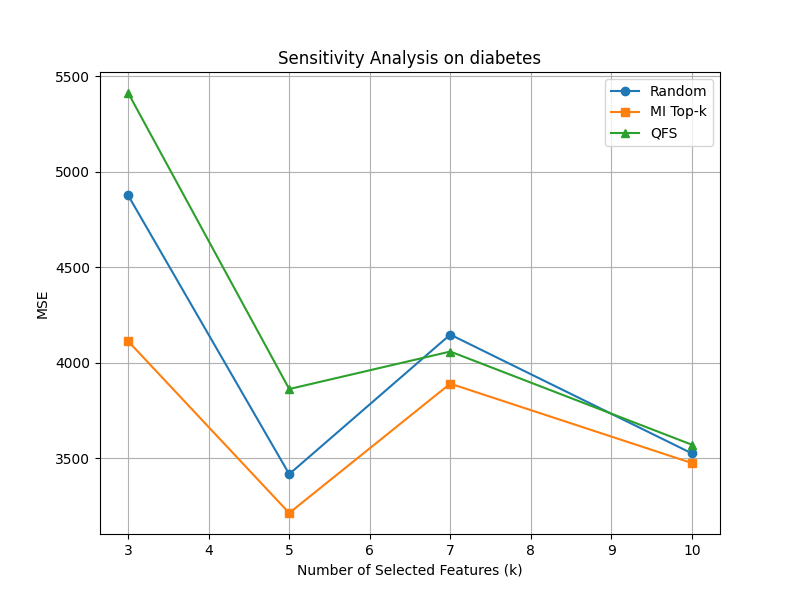 Sensitivity Analysis on diabetes
Random
MI Top-k
QFS
5500
5000
4500
4000
3500
MSE
3 4 5 6 7 8 9 10
Number of Selected Features (k)